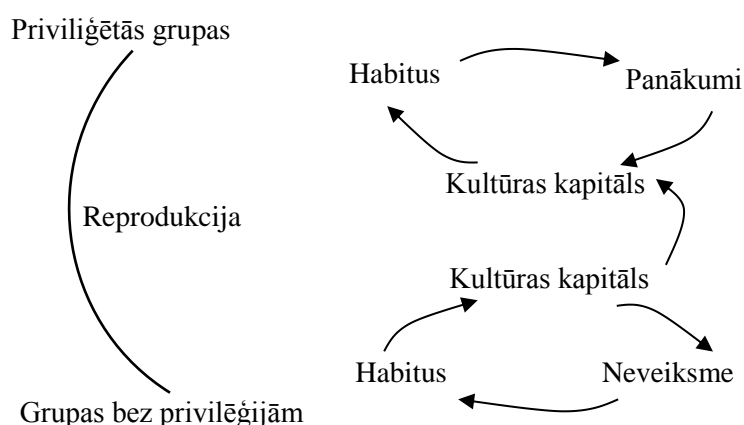 Priviliģētās grupas
Habitus
Panākumi
Kultūras kapitāls
Reprodukcija
Kultūras kapitāls
Habitus
Neveiksme
Grupas bez privilēģijām